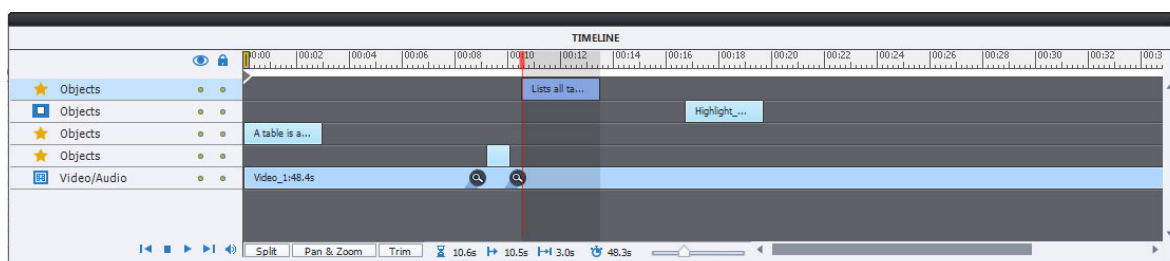 TIMELINE
00:00 00:02 00:04 00:06 00:08 00:10 00:12 00:14 00:16 00:18 00:20 00:22 00:24 00:26 00:28 00:30 00:32 00:3
Objects Lists all ta...
Objects Highlight_...
Objects A table is a...
Objects
Video/Audio Video_1:48.4s
Split Pan & Zoom Trim 10.6s 10.5s 3.0s 48.3s